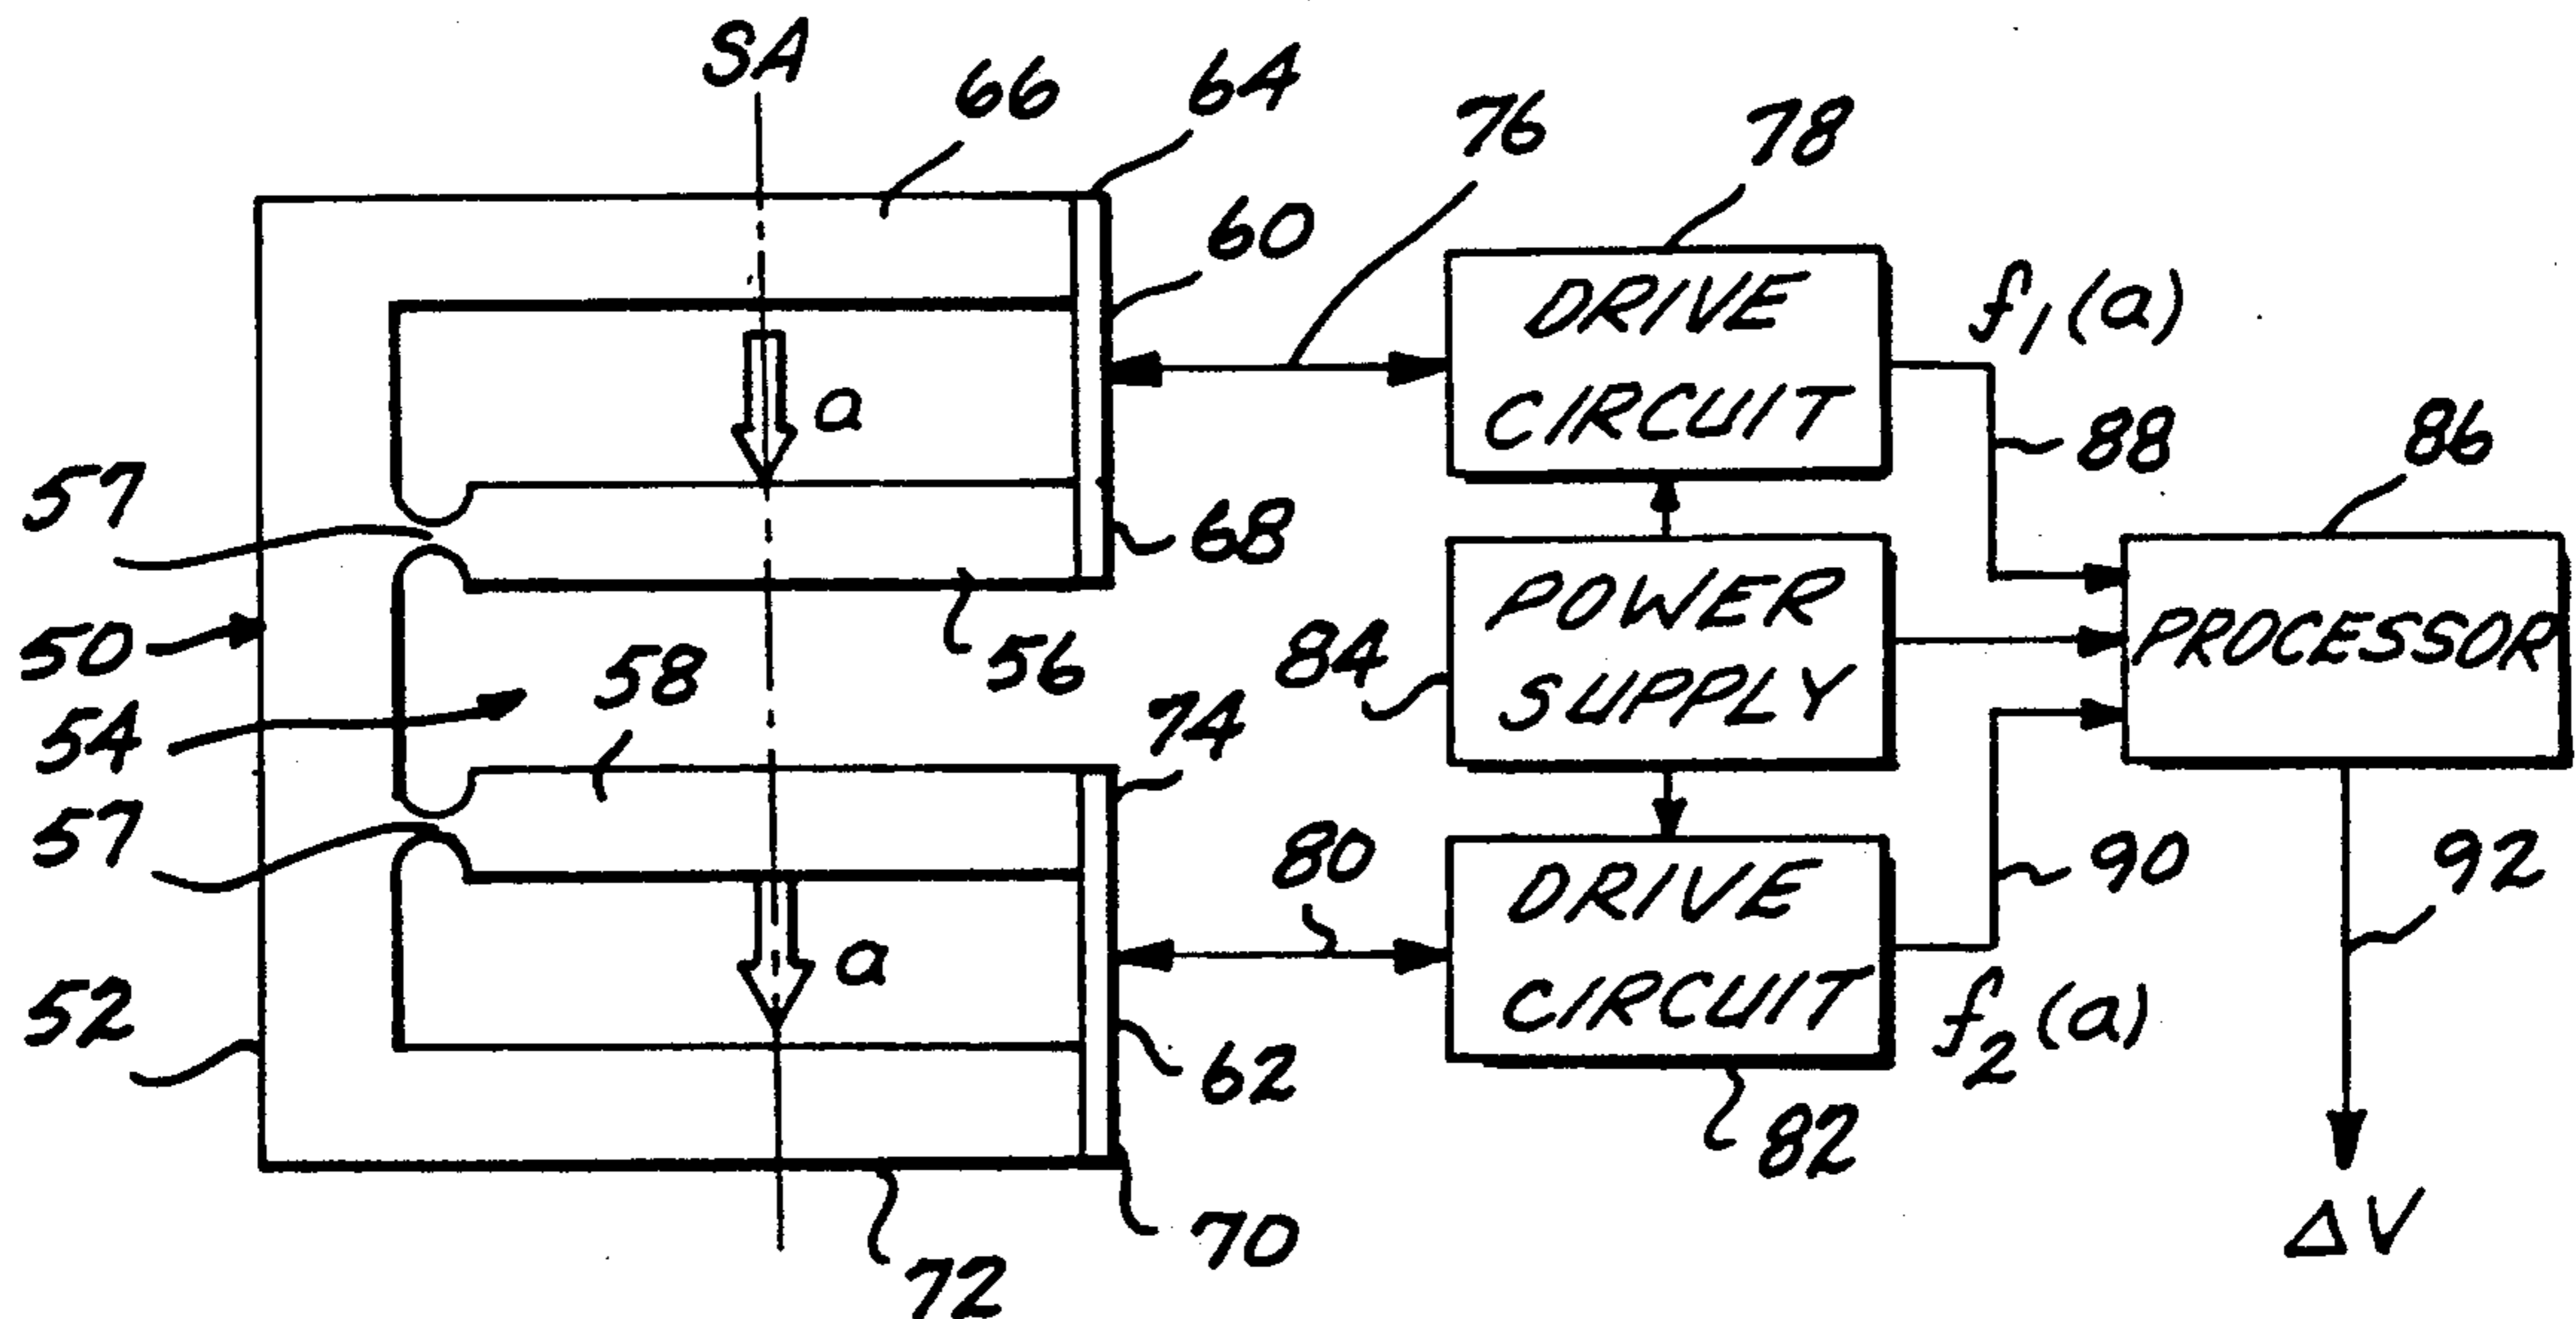 SA
66
64
76
78
60
DRIVE
CIRCUIT
f1(a)
a
88
86
57
68
50
56
POWER
SUPPLY
84
PROCESSOR
54
58
74
57
80
90
92
DRIVE
CIRCUIT
a
52
62
f2(a)
82
70
72
ΔV